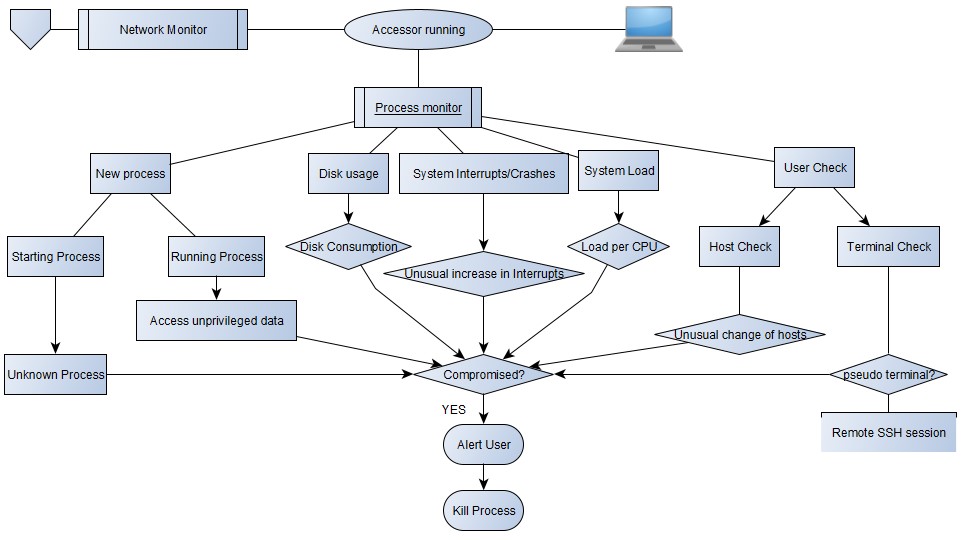 Network Monitor
Accessor running
Process monitor
New process
Disk usage
System Interrupts/Crashes
System Load
User Check
Starting Process
Running Process
Disk Consumption
Load per CPU
Host Check
Terminal Check
Unusual increase in Interrupts
Access unprivileged data
Unusual change of hosts
Unknown Process
Compromised?
pseudo terminal?
YES
Alert User
Remote SSH session
Kill Process